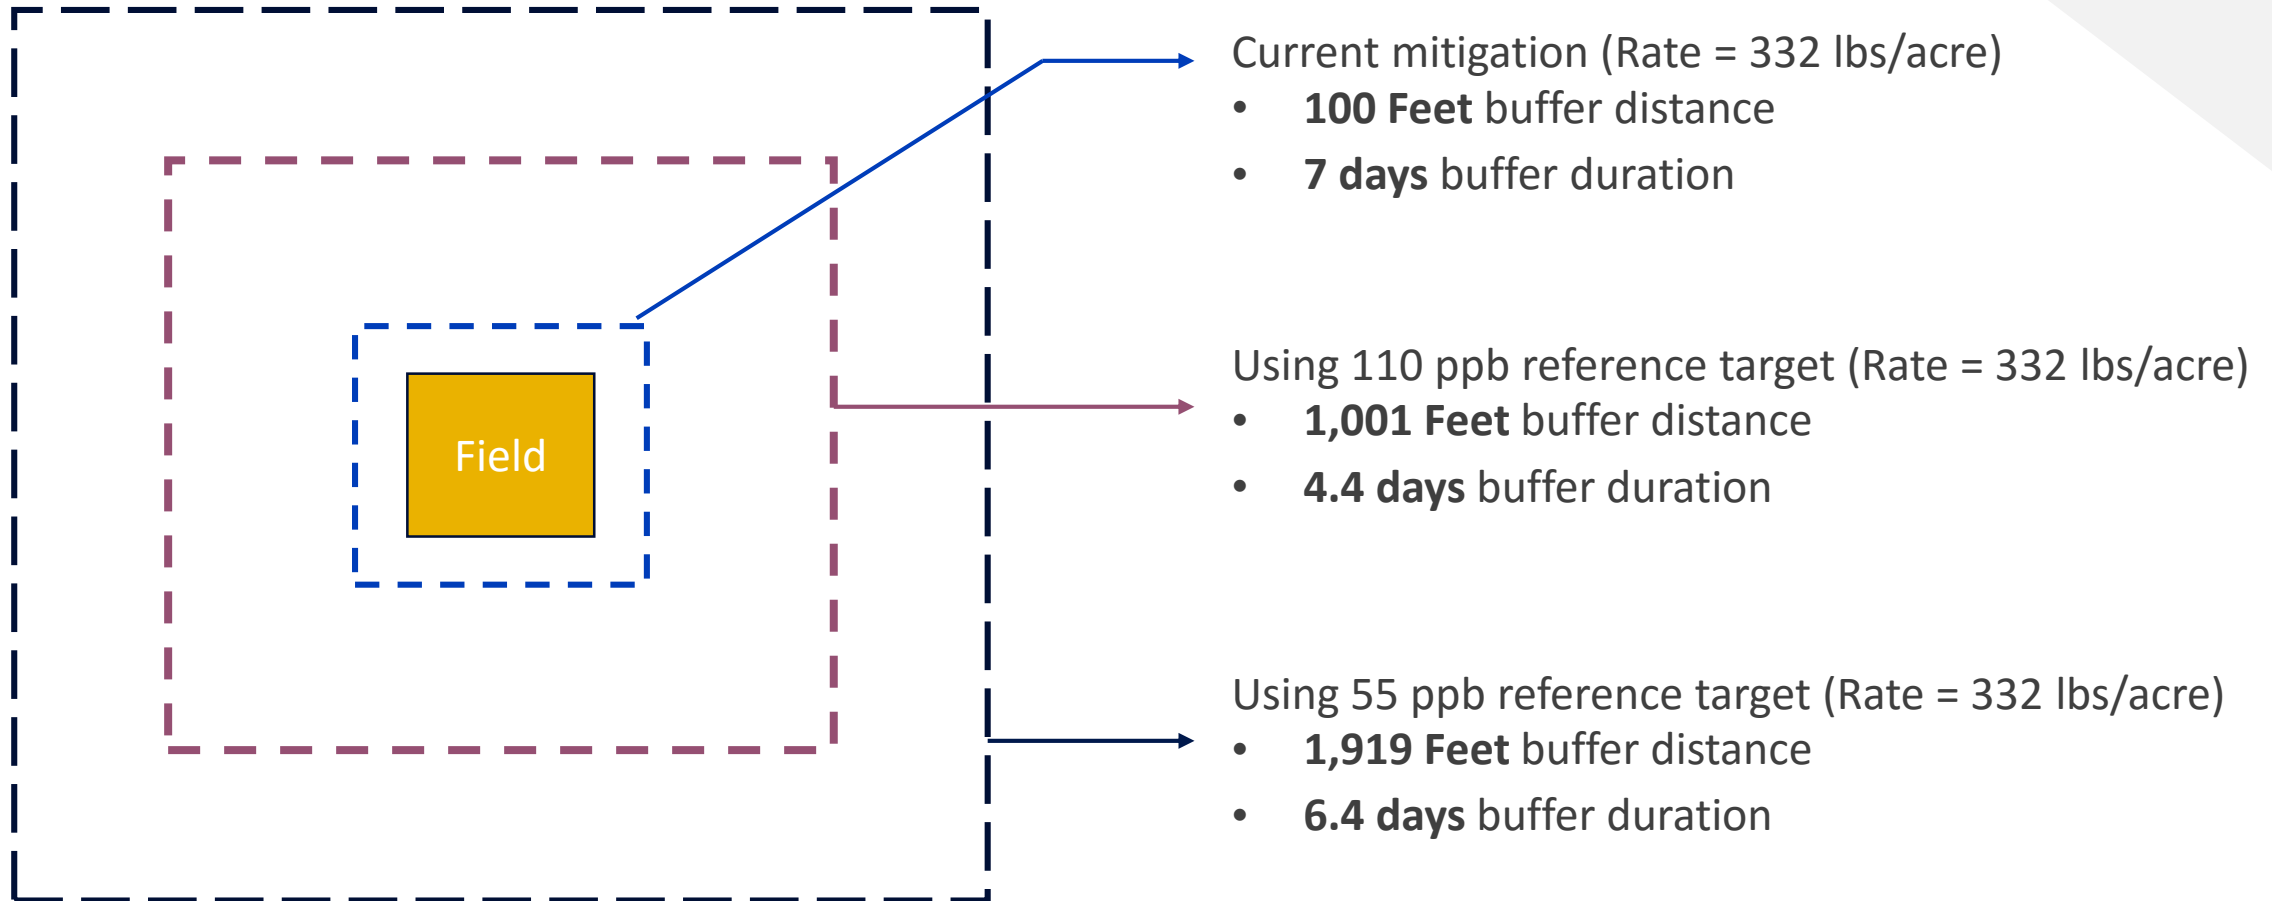 Field
Current mitigation (Rate = 332 lbs/acre)
• 100 Feet buffer distance
• 7 days buffer duration
Using 110 ppb reference target (Rate = 332 lbs/acre)
• 1,001 Feet buffer distance
• 4.4 days buffer duration
Using 55 ppb reference target (Rate = 332 lbs/acre)
• 1,919 Feet buffer distance
• 6.4 days buffer duration